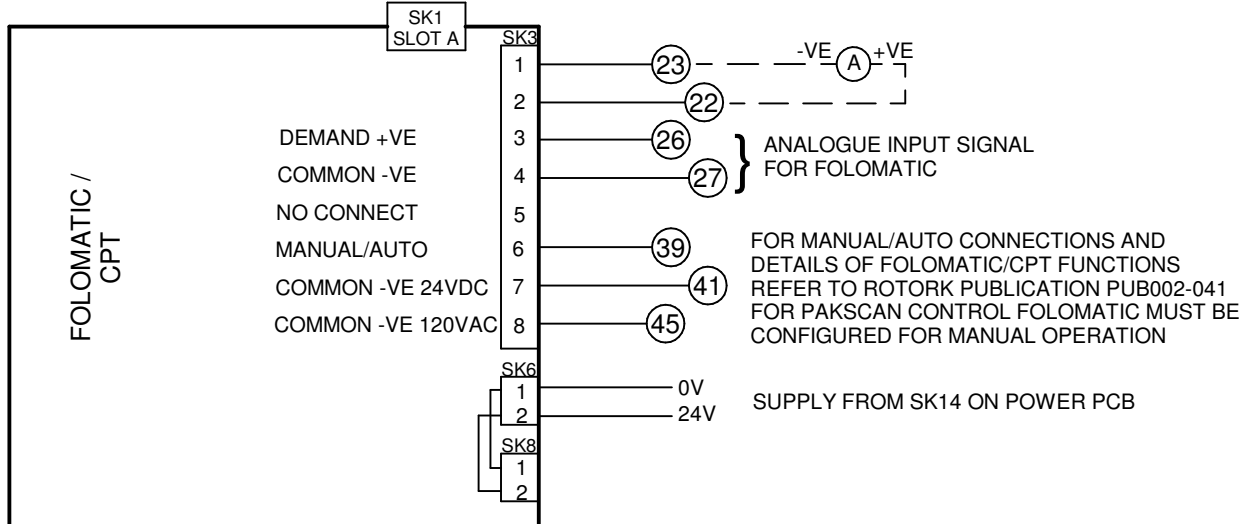 SK1
SLOT A
SK3
1
23
-VE
A
+VE
2
22
DEMAND +VE
3
26
COMMON -VE
4
27
}
ANALOGUE INPUT SIGNAL
FOR FOLOMATIC
NO CONNECT
5
MANUAL/AUTO
6
39
COMMON -VE 24VDC
7
41
COMMON -VE 120VAC
8
45
FOR MANUAL/AUTO CONNECTIONS AND
DETAILS OF FOLOMATIC/CPT FUNCTIONS
REFER TO ROTORK PUBLICATION PUB002-041
FOR PAKSCAN CONTROL FOLOMATIC MUST BE
CONFIGURED FOR MANUAL OPERATION
FOLOMATIC /
CPT
SK6
1
0V
2
24V
SUPPLY FROM SK14 ON POWER PCB
SK8
1
2